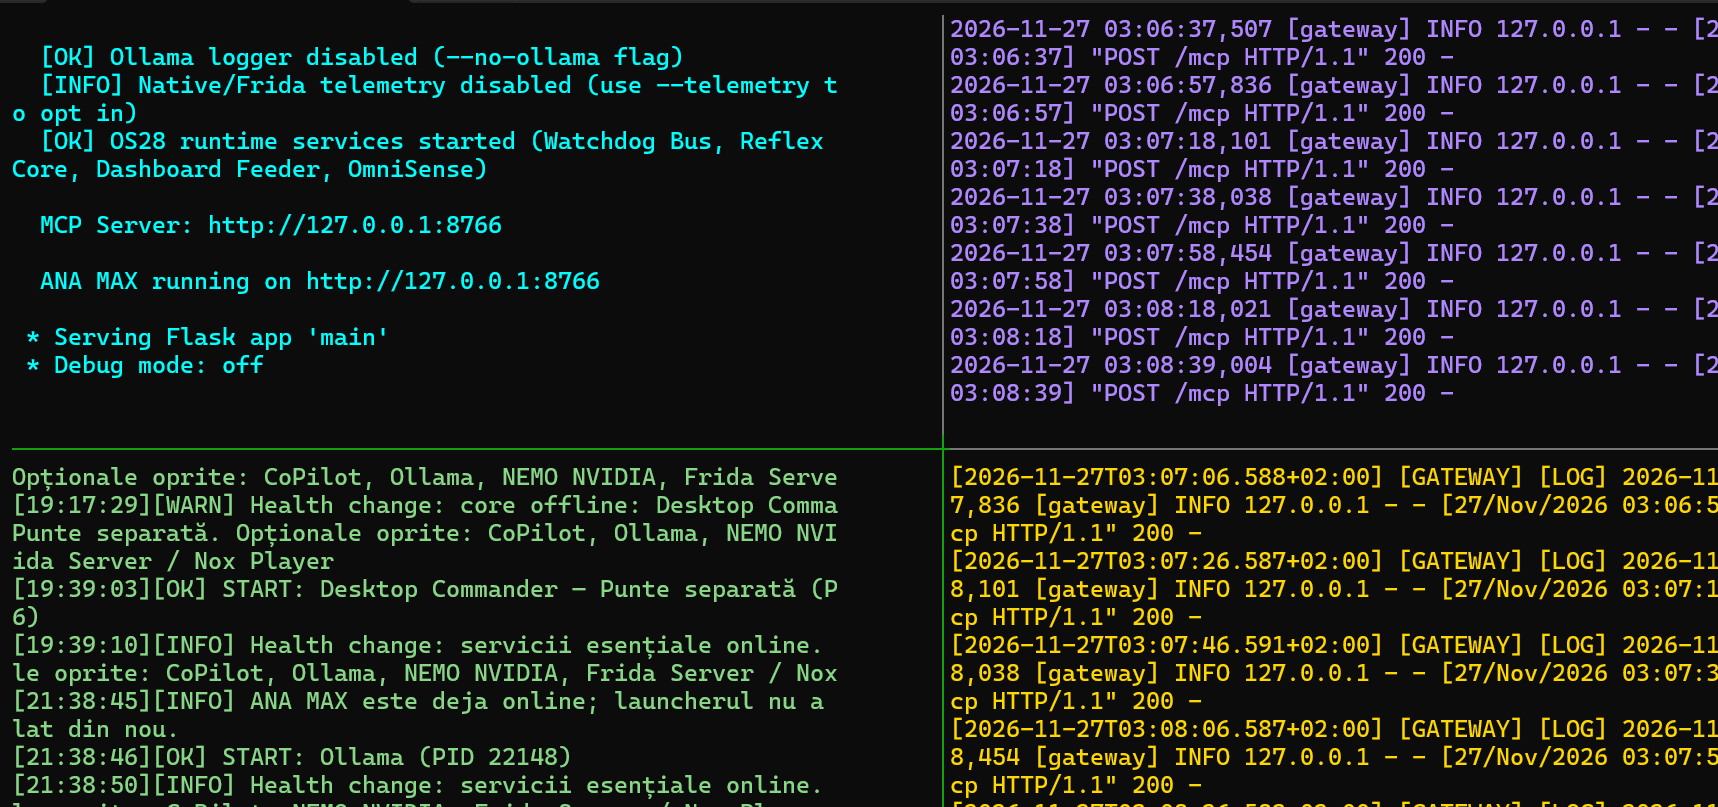 [OK] Ollama logger disabled (--no-ollama flag)
[INFO] Native/Frida telemetry disabled (use --telemetry t
o opt in)
[OK] OS28 runtime services started (Watchdog Bus, Reflex
Core, Dashboard Feeder, OmniSense)
MCP Server: http://127.0.0.1:8766
ANA MAX running on http://127.0.0.1:8766
* Serving Flask app 'main'
* Debug mode: off
2026-11-27 03:06:37,507 [gateway] INFO 127.0.0.1 - - [2
03:06:37] "POST /mcp HTTP/1.1" 200 -
2026-11-27 03:06:57,836 [gateway] INFO 127.0.0.1 - - [2
03:06:57] "POST /mcp HTTP/1.1" 200 -
2026-11-27 03:07:18,101 [gateway] INFO 127.0.0.1 - - [2
03:07:18] "POST /mcp HTTP/1.1" 200 -
2026-11-27 03:07:38,038 [gateway] INFO 127.0.0.1 - - [2
03:07:38] "POST /mcp HTTP/1.1" 200 -
2026-11-27 03:07:58,454 [gateway] INFO 127.0.0.1 - - [2
03:07:58] "POST /mcp HTTP/1.1" 200 -
2026-11-27 03:08:18,021 [gateway] INFO 127.0.0.1 - - [2
03:08:18] "POST /mcp HTTP/1.1" 200 -
2026-11-27 03:08:39,004 [gateway] INFO 127.0.0.1 - - [2
03:08:39] "POST /mcp HTTP/1.1" 200 -
Opționale oprite: CoPilot, Ollama, NEMO NVIDIA, Frida Serve
[19:17:29][WARN] Health change: core offline: Desktop Comma
Punte separată. Opționale oprite: CoPilot, Ollama, NEMO NVI
ida Server / Nox Player
[19:39:03][OK] START: Desktop Commander — Punte separată (P
6)
[19:39:10][INFO] Health change: servicii esențiale online.
le oprite: CoPilot, Ollama, NEMO NVIDIA, Frida Server / Nox
[21:38:45][INFO] ANA MAX este deja online; launcherul nu a
lat din nou.
[21:38:46][OK] START: Ollama (PID 22148)
[21:38:50][INFO] Health change: servicii esențiale online.
[2026-11-27T03:07:06.588+02:00] [GATEWAY] [LOG] 2026-11
7,836 [gateway] INFO 127.0.0.1 - - [27/Nov/2026 03:06:5
cp HTTP/1.1" 200 -
[2026-11-27T03:07:26.587+02:00] [GATEWAY] [LOG] 2026-11
8,101 [gateway] INFO 127.0.0.1 - - [27/Nov/2026 03:07:1
cp HTTP/1.1" 200 -
[2026-11-27T03:07:46.591+02:00] [GATEWAY] [LOG] 2026-11
8,038 [gateway] INFO 127.0.0.1 - - [27/Nov/2026 03:07:3
cp HTTP/1.1" 200 -
[2026-11-27T03:08:06.587+02:00] [GATEWAY] [LOG] 2026-11
8,454 [gateway] INFO 127.0.0.1 - - [27/Nov/2026 03:07:5
cp HTTP/1.1" 200 -